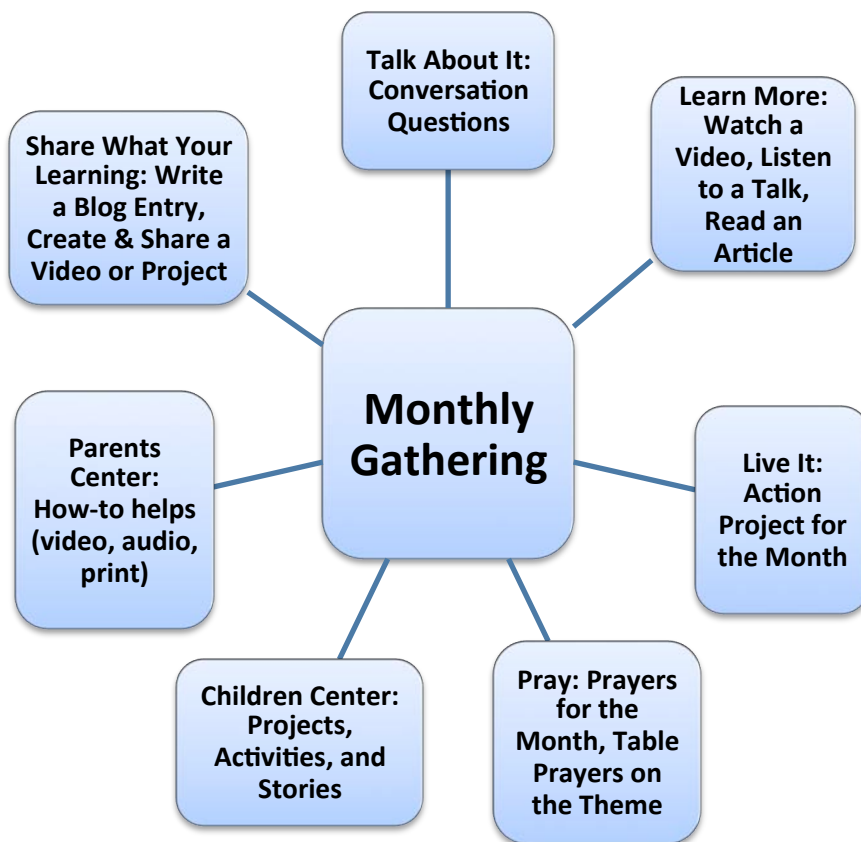 Talk About It:
Conversation
Questions
Learn More:
Watch a
Video, Listen
to a Talk,
Read an
Article
Live It:
Action
Project for
the Month
Pray: Prayers
for the
Month, Table
Prayers on
the Theme
Children Center:
Projects,
Activities, and
Stories
Parents
Center:
How-to helps
(video, audio,
print)
Share What Your
Learning: Write
a Blog Entry,
Create & Share a
Video or Project
Monthly
Gathering